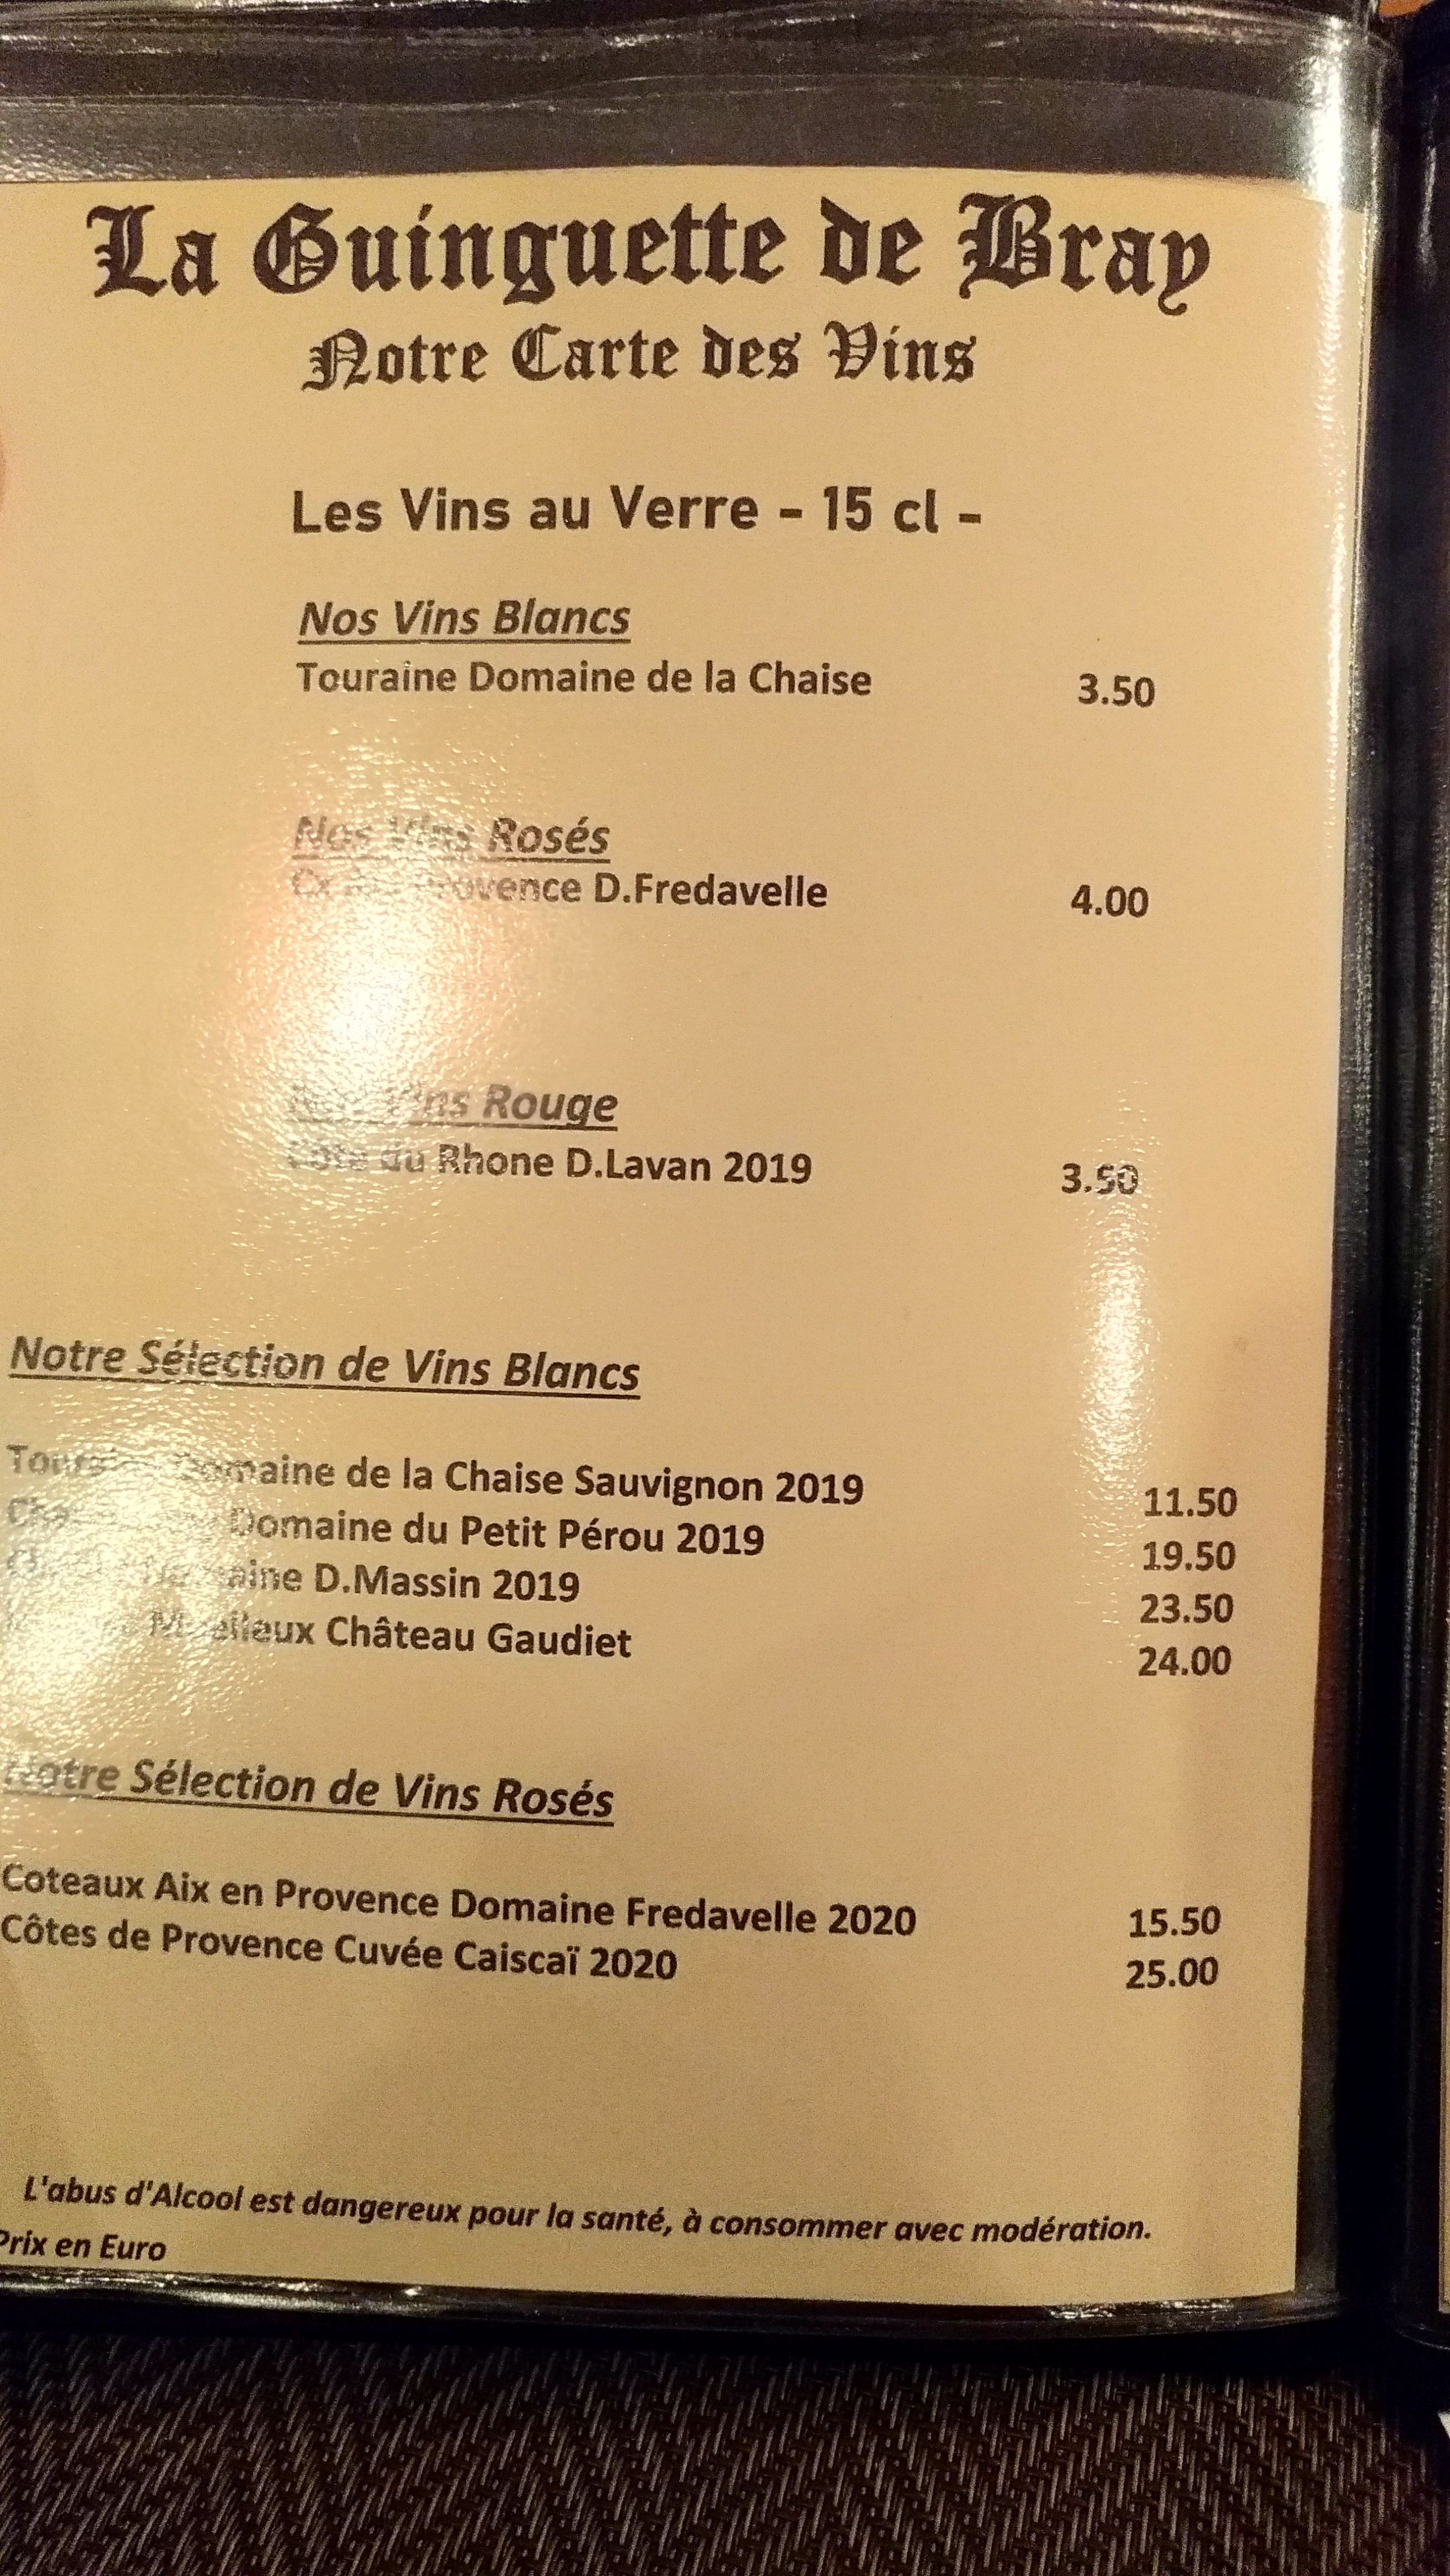 La Guinguette de Bray
Notre Carte des Vins
Les Vins au Verre - 15 cl -
Nos Vins Blancs
Touraine Domaine de la Chaise 3.50
Nos Vins Rosés
Provence D.Fredavelle 4.00
Vins Rouge
Côte du Rhone D.Lavan 2019 3.50
Notre Sélection de Vins Blancs
Touraine Domaine de la Chaise Sauvignon 2019 11.50
Domaine du Petit Pérou 2019 19.50
D.Massin 2019 23.50
Moelleux Château Gaudiet 24.00
Notre Sélection de Vins Rosés
Coteaux Aix en Provence Domaine Fredavelle 2020 15.50
Côtes de Provence Cuvée Caiscaï 2020 25.00
L'abus d'Alcool est dangereux pour la santé, à consommer avec modération.
Prix en Euro